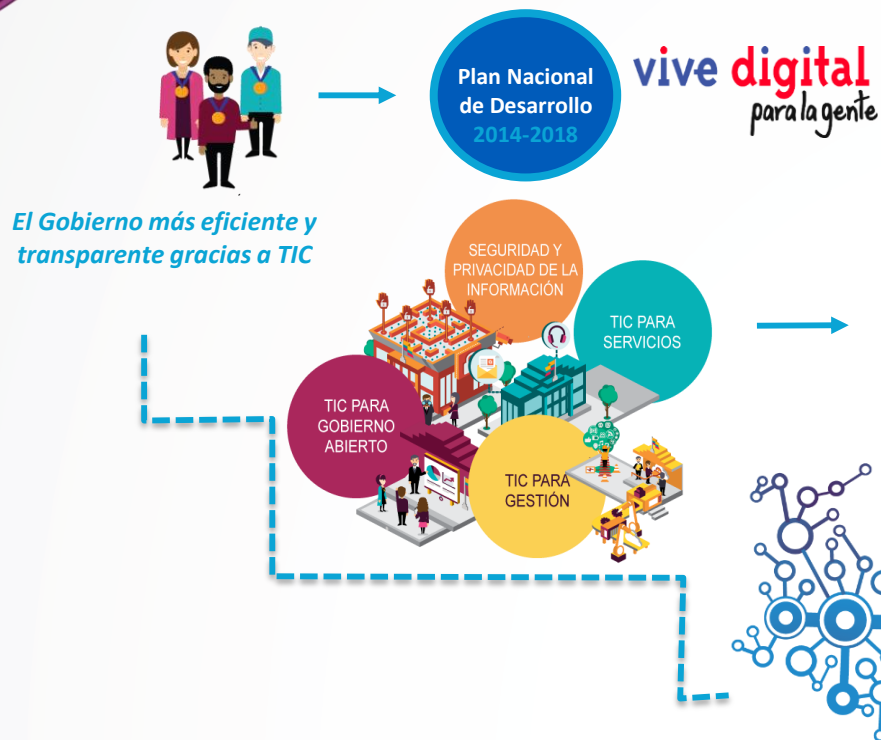 Plan Nacional
de Desarrollo
2014-2018
vive digital
para la gente
El Gobierno más eficiente y
transparente gracias a TIC
SEGURIDAD Y
PRIVACIDAD DE LA
INFORMACIÓN
TIC PARA
SERVICIOS
TIC PARA
GOBIERNO
ABIERTO
TIC PARA
GESTIÓN